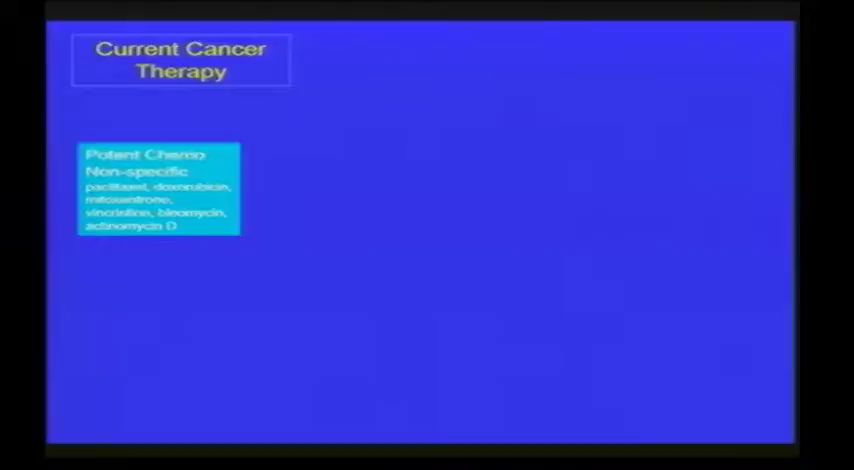 Current Cancer
Therapy
Potent Chemo
Non-specific
paclitaxel, doxorubicin,
mitoxantrone,
vincristine, bleomycin,
actinomycin D